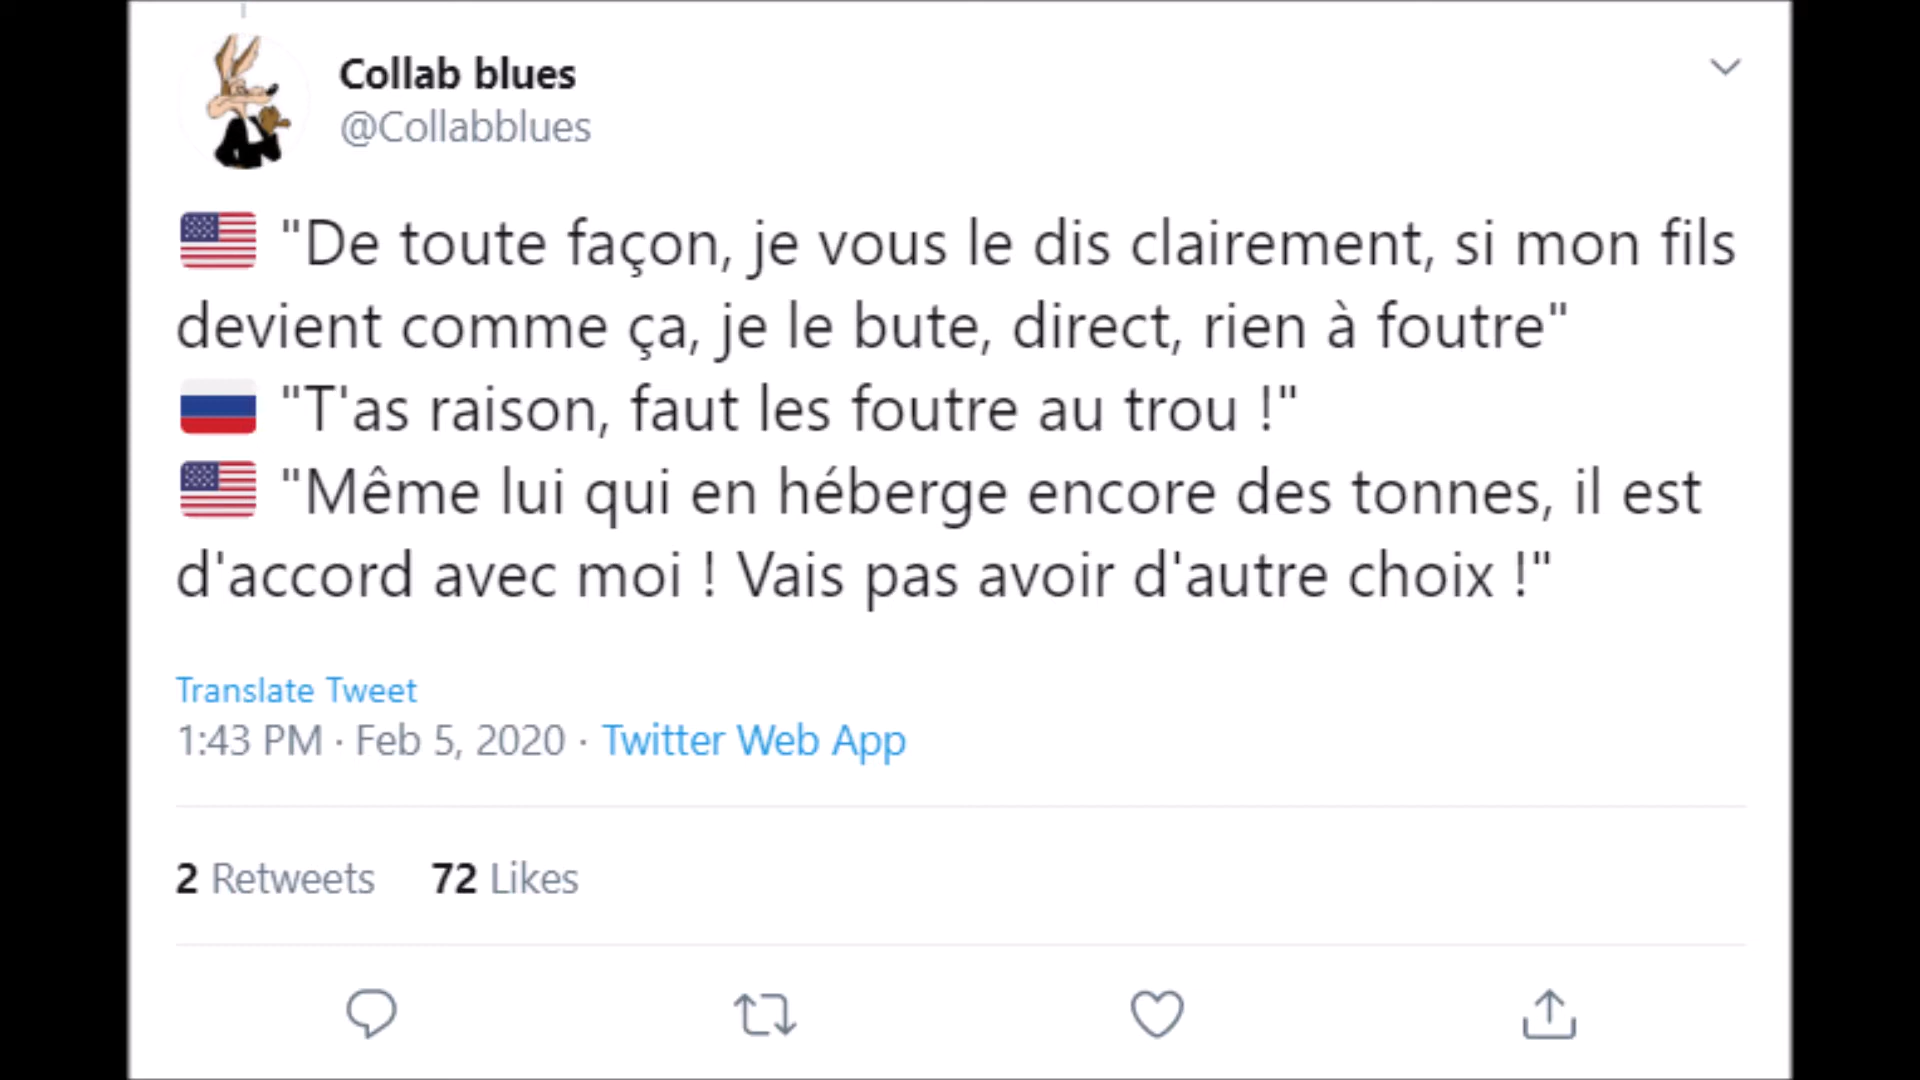 Collab blues
@Collabblues
🇺🇸 "De toute façon, je vous le dis clairement, si mon fils
devient comme ça, je le bute, direct, rien à foutre"
🇷🇺 "T'as raison, faut les foutre au trou !"
🇺🇸 "Même lui qui en héberge encore des tonnes, il est
d'accord avec moi ! Vais pas avoir d'autre choix !"
Translate Tweet
1:43 PM · Feb 5, 2020 · Twitter Web App
2 Retweets 72 Likes